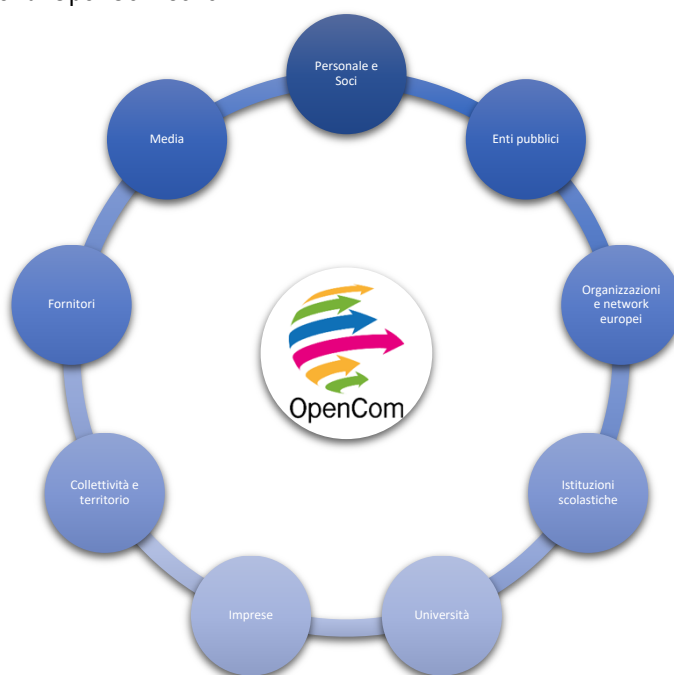 Personale e
Soci
Enti pubblici
Organizzazioni
e network
europei
Istituzioni
scolastiche
Università
Imprese
Collettività e
territorio
Fornitori
Media
OpenCom